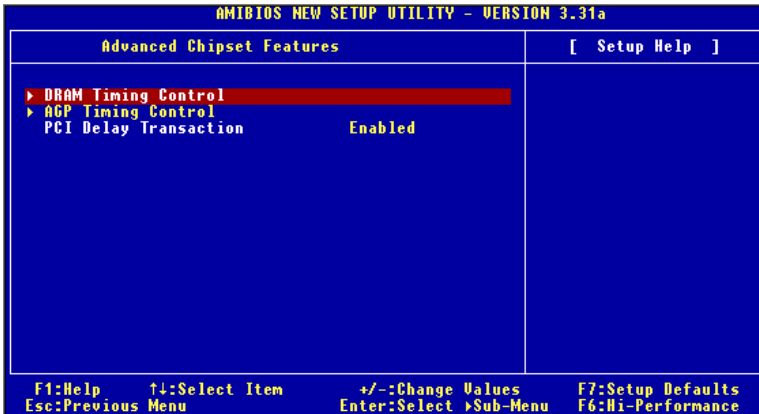 AMIBIOS NEW SETUP UTILITY - VERSION 3.31a
Advanced Chipset Features
[ Setup Help ]
▶ DRAM Timing Control
▶ AGP Timing Control
PCI Delay Transaction Enabled
F1:Help ↑↓:Select Item +/-:Change Values F7:Setup Defaults
Esc:Previous Menu Enter:Select ▶Sub-Menu F6:Hi-Performance